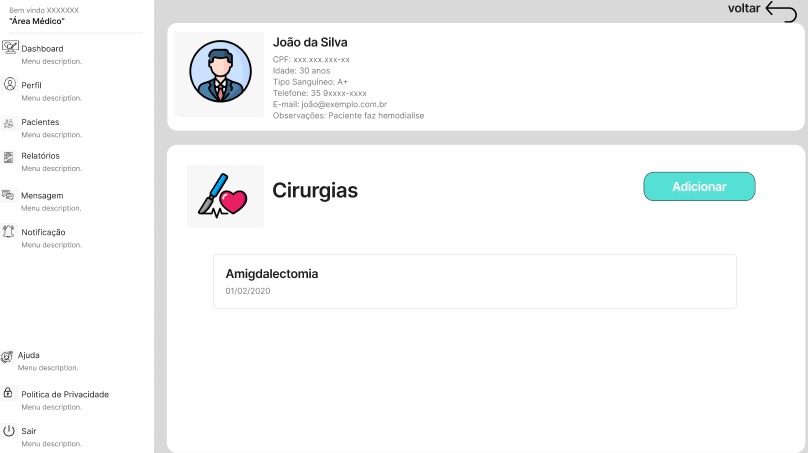 Bem vindo XXXXXXX
"Área Médico"
Dashboard
Menu description.
Perfil
Menu description.
Pacientes
Menu description.
Relatórios
Menu description.
Mensagem
Menu description.
Notificação
Menu description.
Ajuda
Menu description.
Politica de Privacidade
Menu description.
Sair
Menu description.
voltar
João da Silva
CPF: xxx.xxx.xxx-xx
Idade: 30 anos
Tipo Sanguíneo: A+
Telefone: 35 9xxxx-xxxx
E-mail: joão@exemplo.com.br
Observações: Paciente faz hemodialise
Cirurgias
Adicionar
Amigdalectomia
01/02/2020